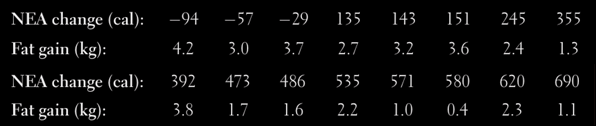 NEA change (cal): −94 −57 −29 135 143 151 245 355
Fat gain (kg): 4.2 3.0 3.7 2.7 3.2 3.6 2.4 1.3
NEA change (cal): 392 473 486 535 571 580 620 690
Fat gain (kg): 3.8 1.7 1.6 2.2 1.0 0.4 2.3 1.1